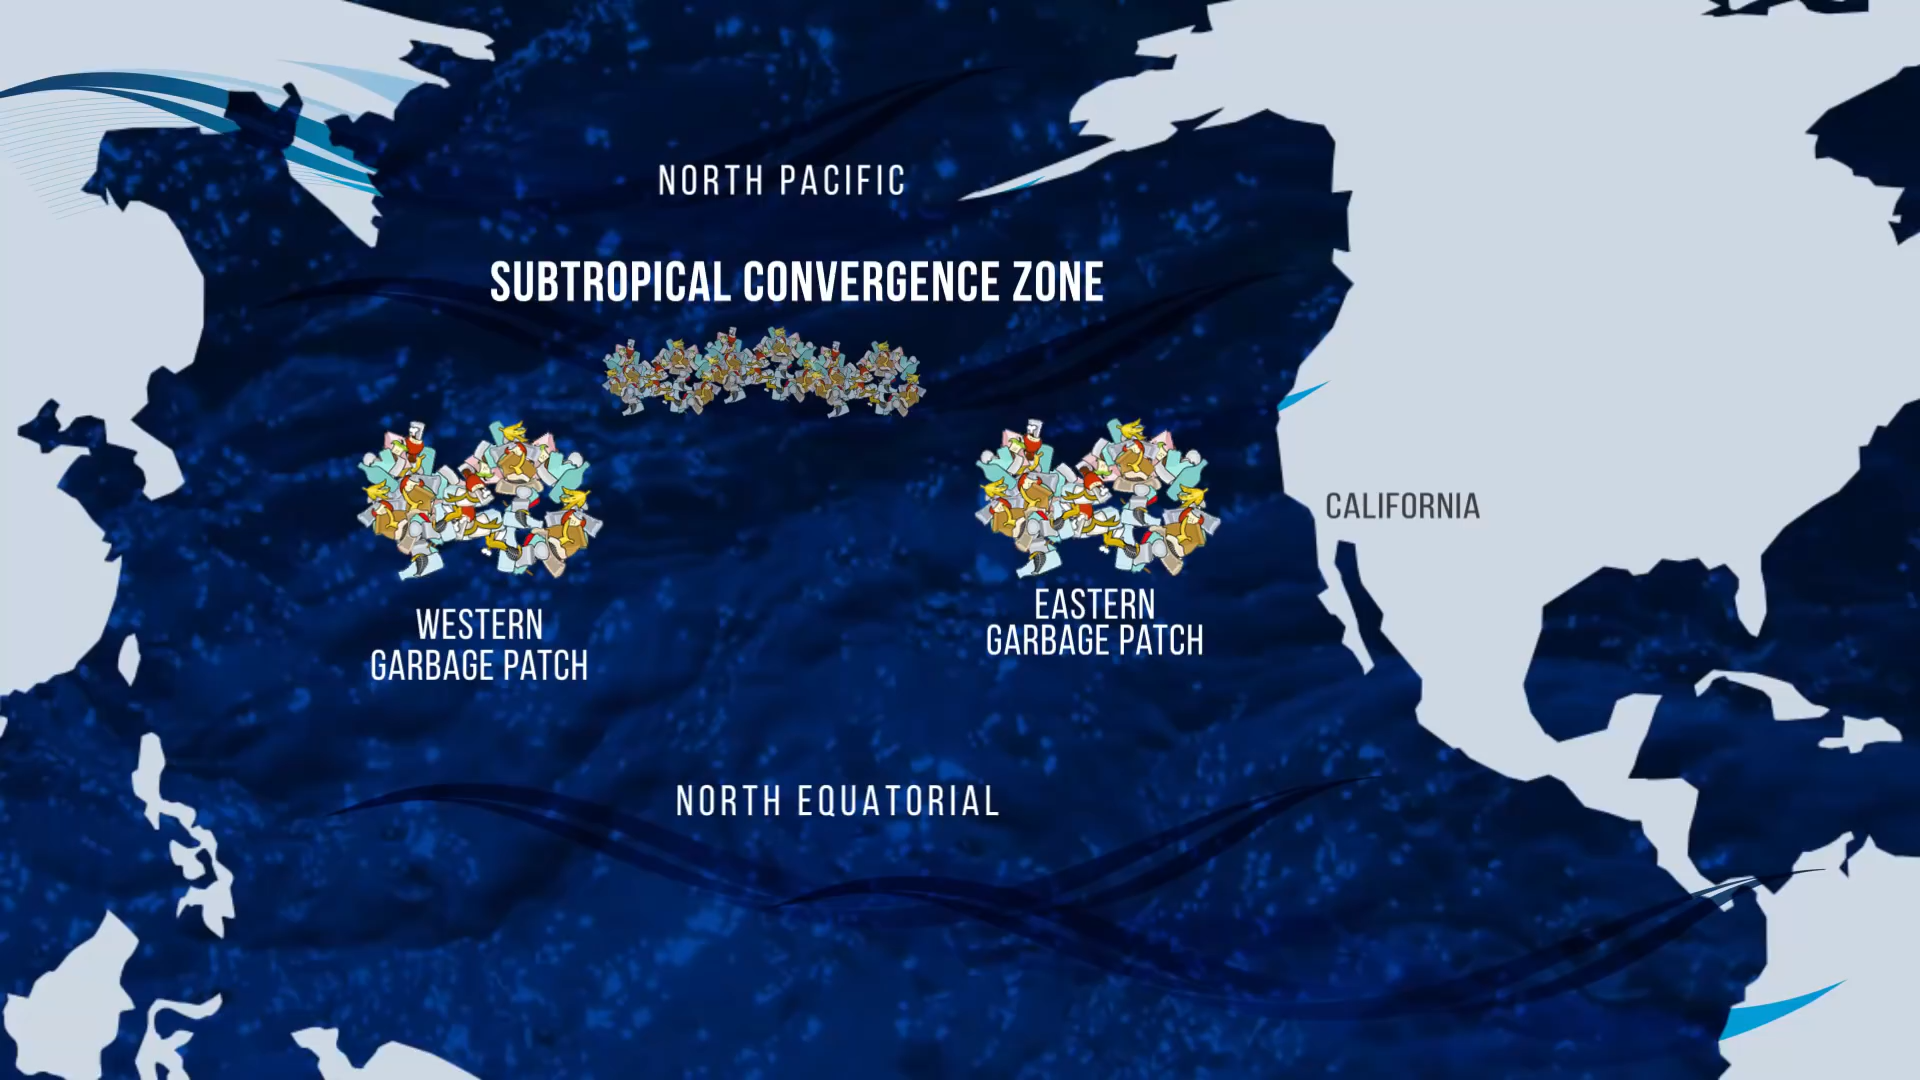 NORTH PACIFIC
SUBTROPICAL CONVERGENCE ZONE
CALIFORNIA
WESTERN
GARBAGE PATCH
EASTERN
GARBAGE PATCH
NORTH EQUATORIAL